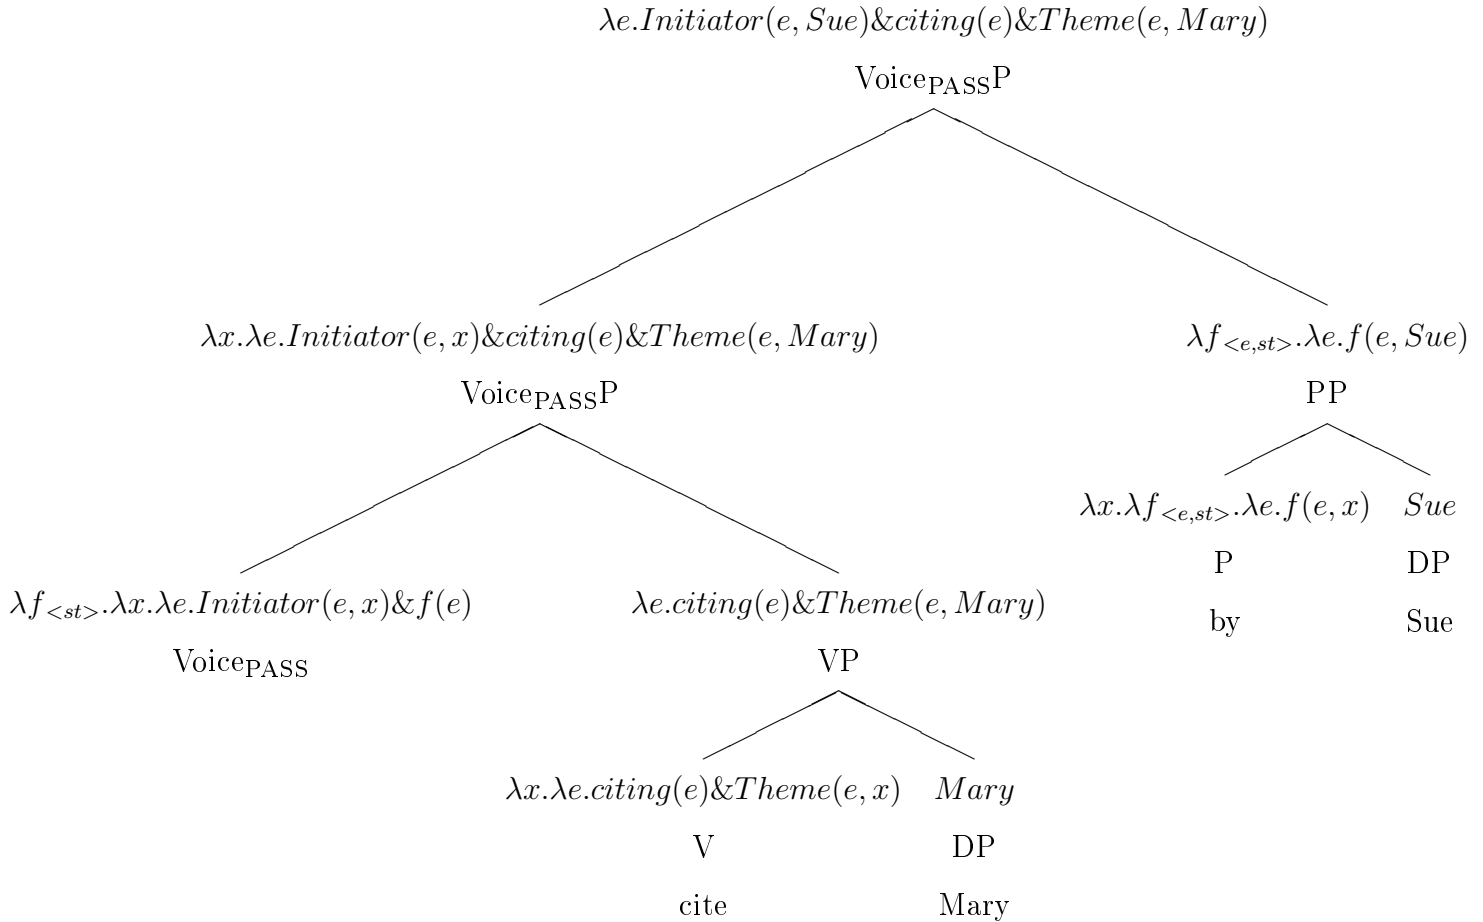 λe.Initiator(e, Sue)&citing(e)&Theme(e, Mary)
Voice_PASSP
λx.λe.Initiator(e, x)&citing(e)&Theme(e, Mary) λf_<e,st>.λe.f(e, Sue)
Voice_PASSP PP
λx.λf_<e,st>.λe.f(e, x) Sue
P DP
by Sue
λf_<st>.λx.λe.Initiator(e, x)&f(e) λe.citing(e)&Theme(e, Mary)
Voice_PASS VP
λx.λe.citing(e)&Theme(e, x) Mary
V DP
cite Mary